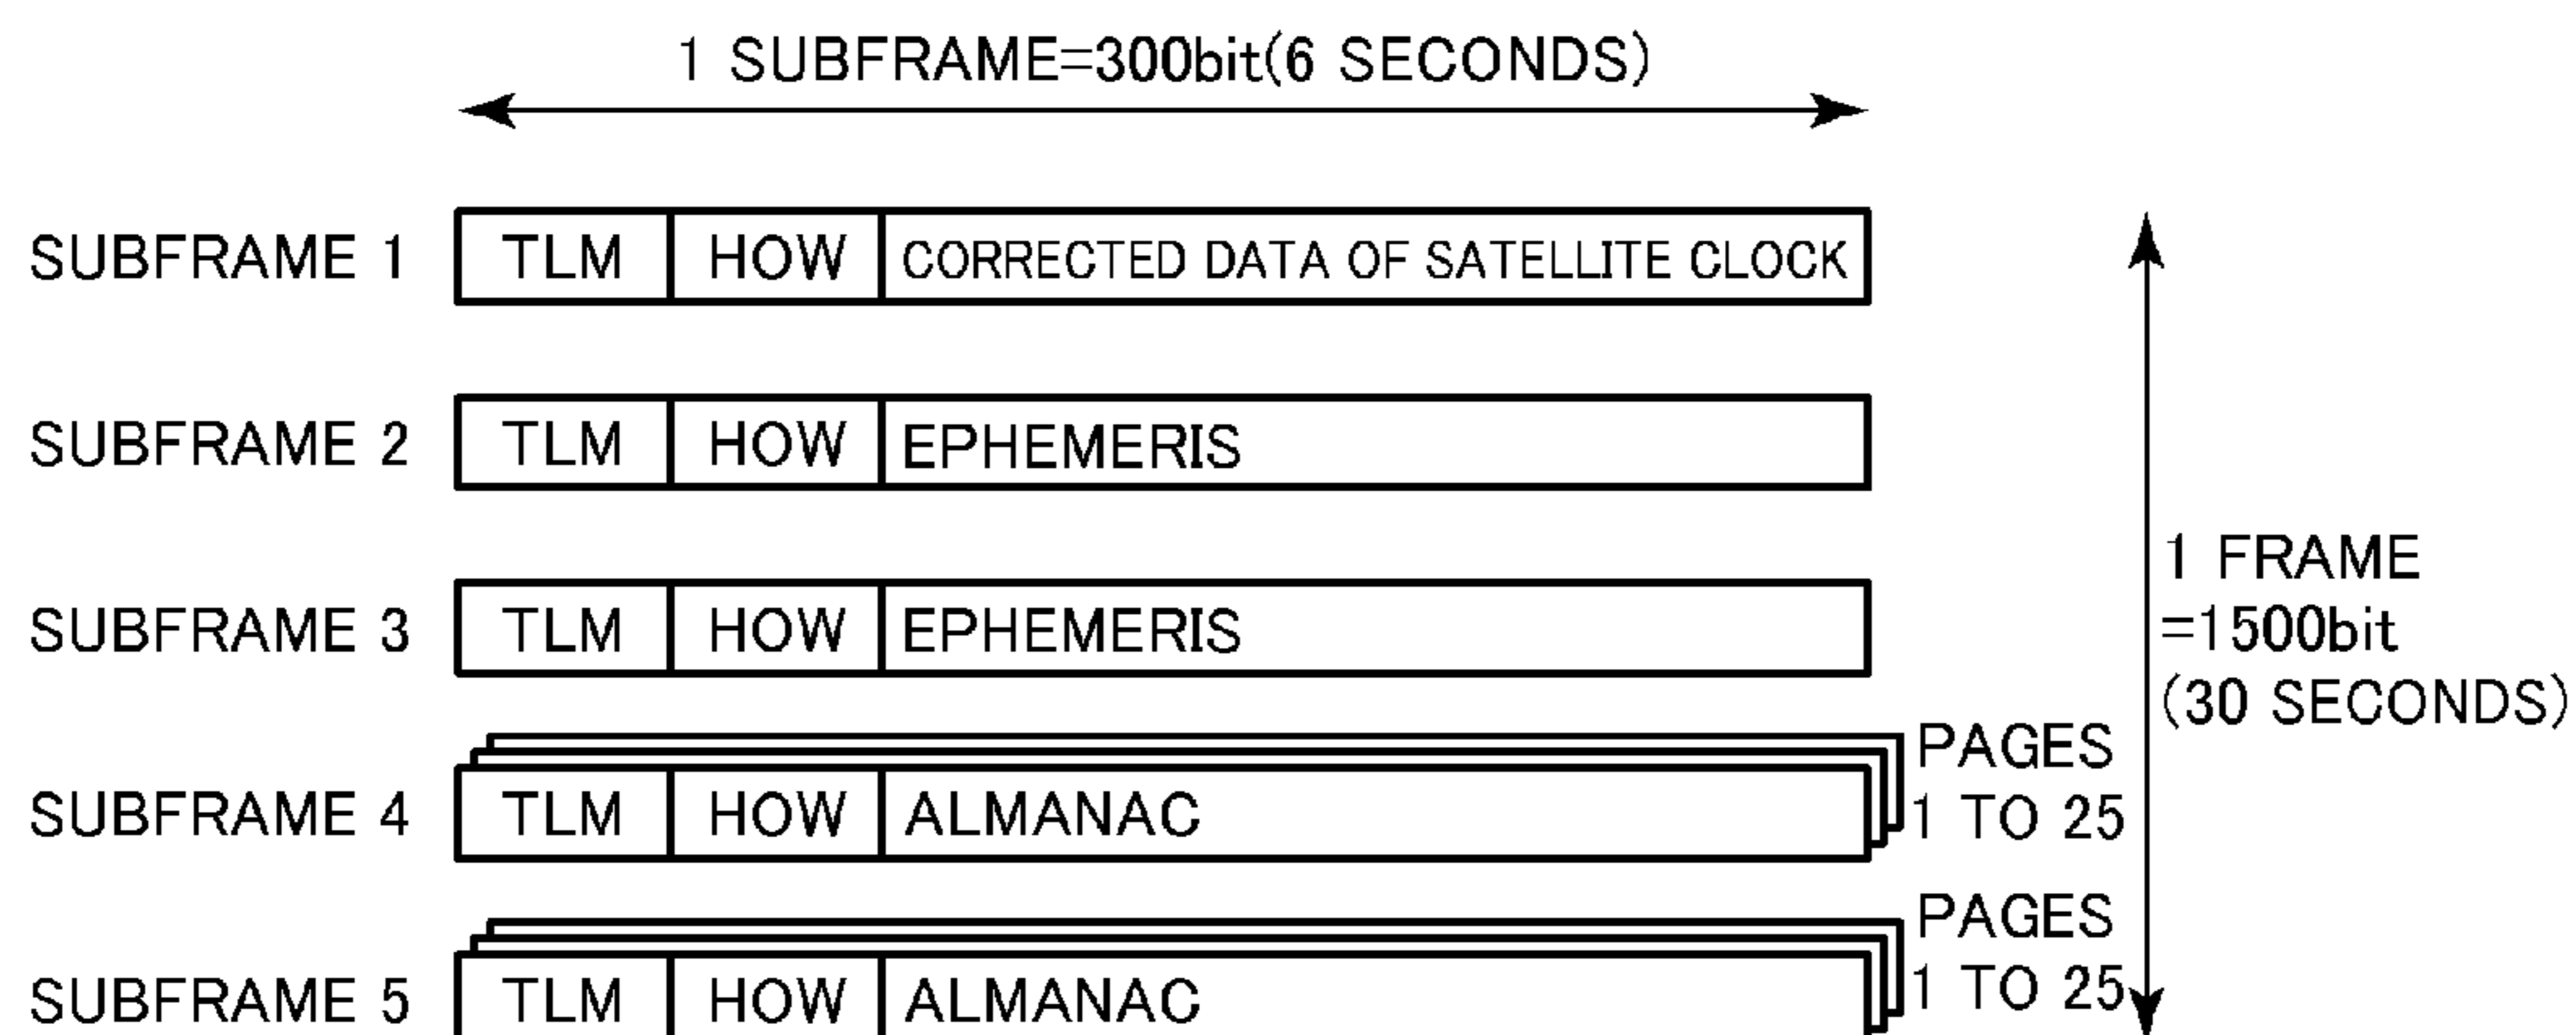 1 SUBFRAME=300bit(6 SECONDS)
SUBFRAME 1 TLM HOW CORRECTED DATA OF SATELLITE CLOCK
SUBFRAME 2 TLM HOW EPHEMERIS
SUBFRAME 3 TLM HOW EPHEMERIS
1 FRAME
=1500bit
(30 SECONDS)
SUBFRAME 4 TLM HOW ALMANAC
PAGES
1 TO 25
SUBFRAME 5 TLM HOW ALMANAC
PAGES
1 TO 25